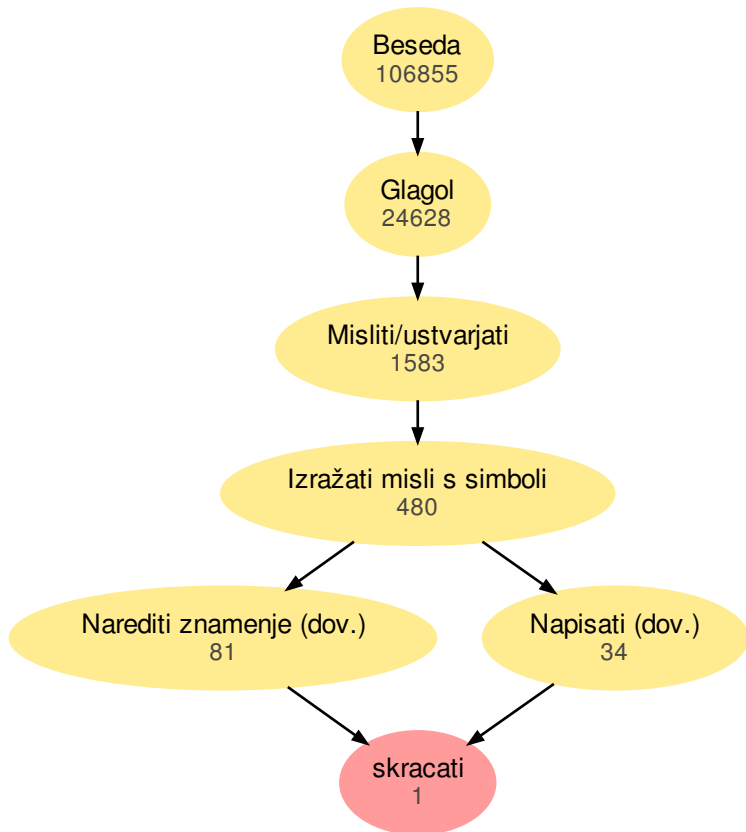 Beseda
106855
Glagol
24628
Misliti/ustvarjati
1583
Izražati misli s simboli
480
Narediti znamenje (dov.)
81
Napisati (dov.)
34
skracati
1